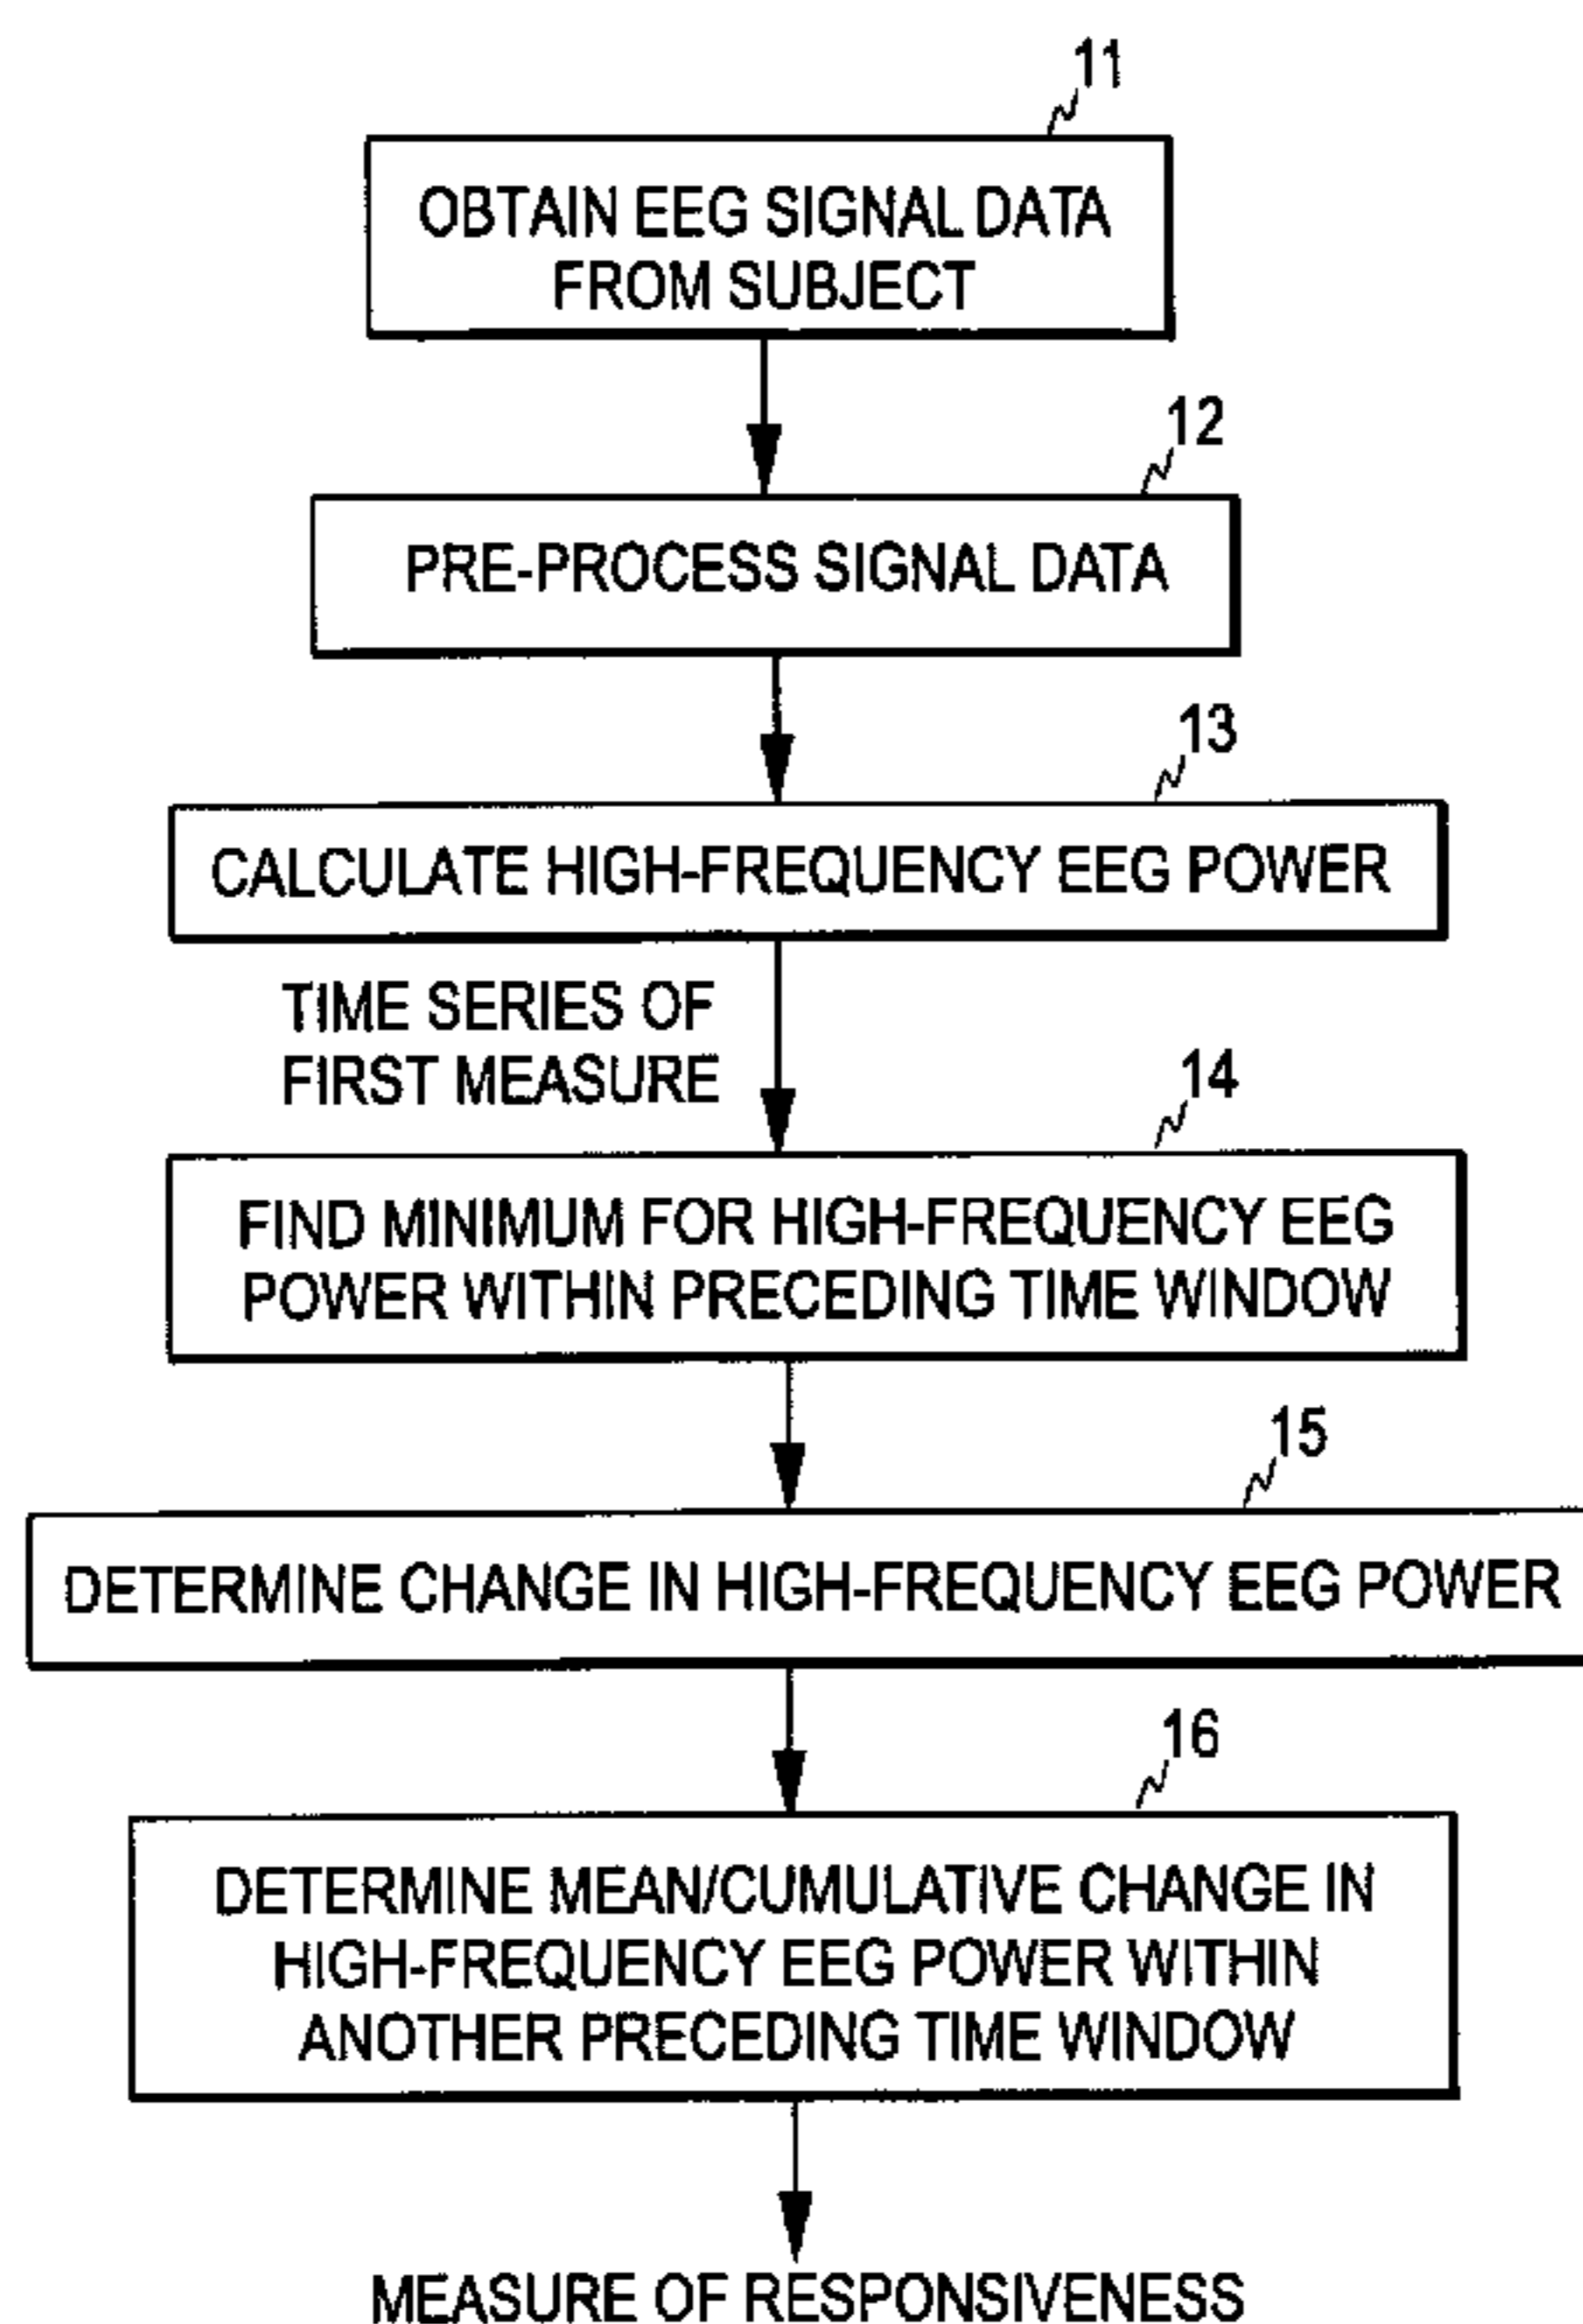 11
OBTAIN EEG SIGNAL DATA
FROM SUBJECT
12
PRE-PROCESS SIGNAL DATA
13
CALCULATE HIGH-FREQUENCY EEG POWER
TIME SERIES OF
FIRST MEASURE
14
FIND MINIMUM FOR HIGH-FREQUENCY EEG
POWER WITHIN PRECEDING TIME WINDOW
15
DETERMINE CHANGE IN HIGH-FREQUENCY EEG POWER
16
DETERMINE MEAN/CUMULATIVE CHANGE IN
HIGH-FREQUENCY EEG POWER WITHIN
ANOTHER PRECEDING TIME WINDOW
MEASURE OF RESPONSIVENESS